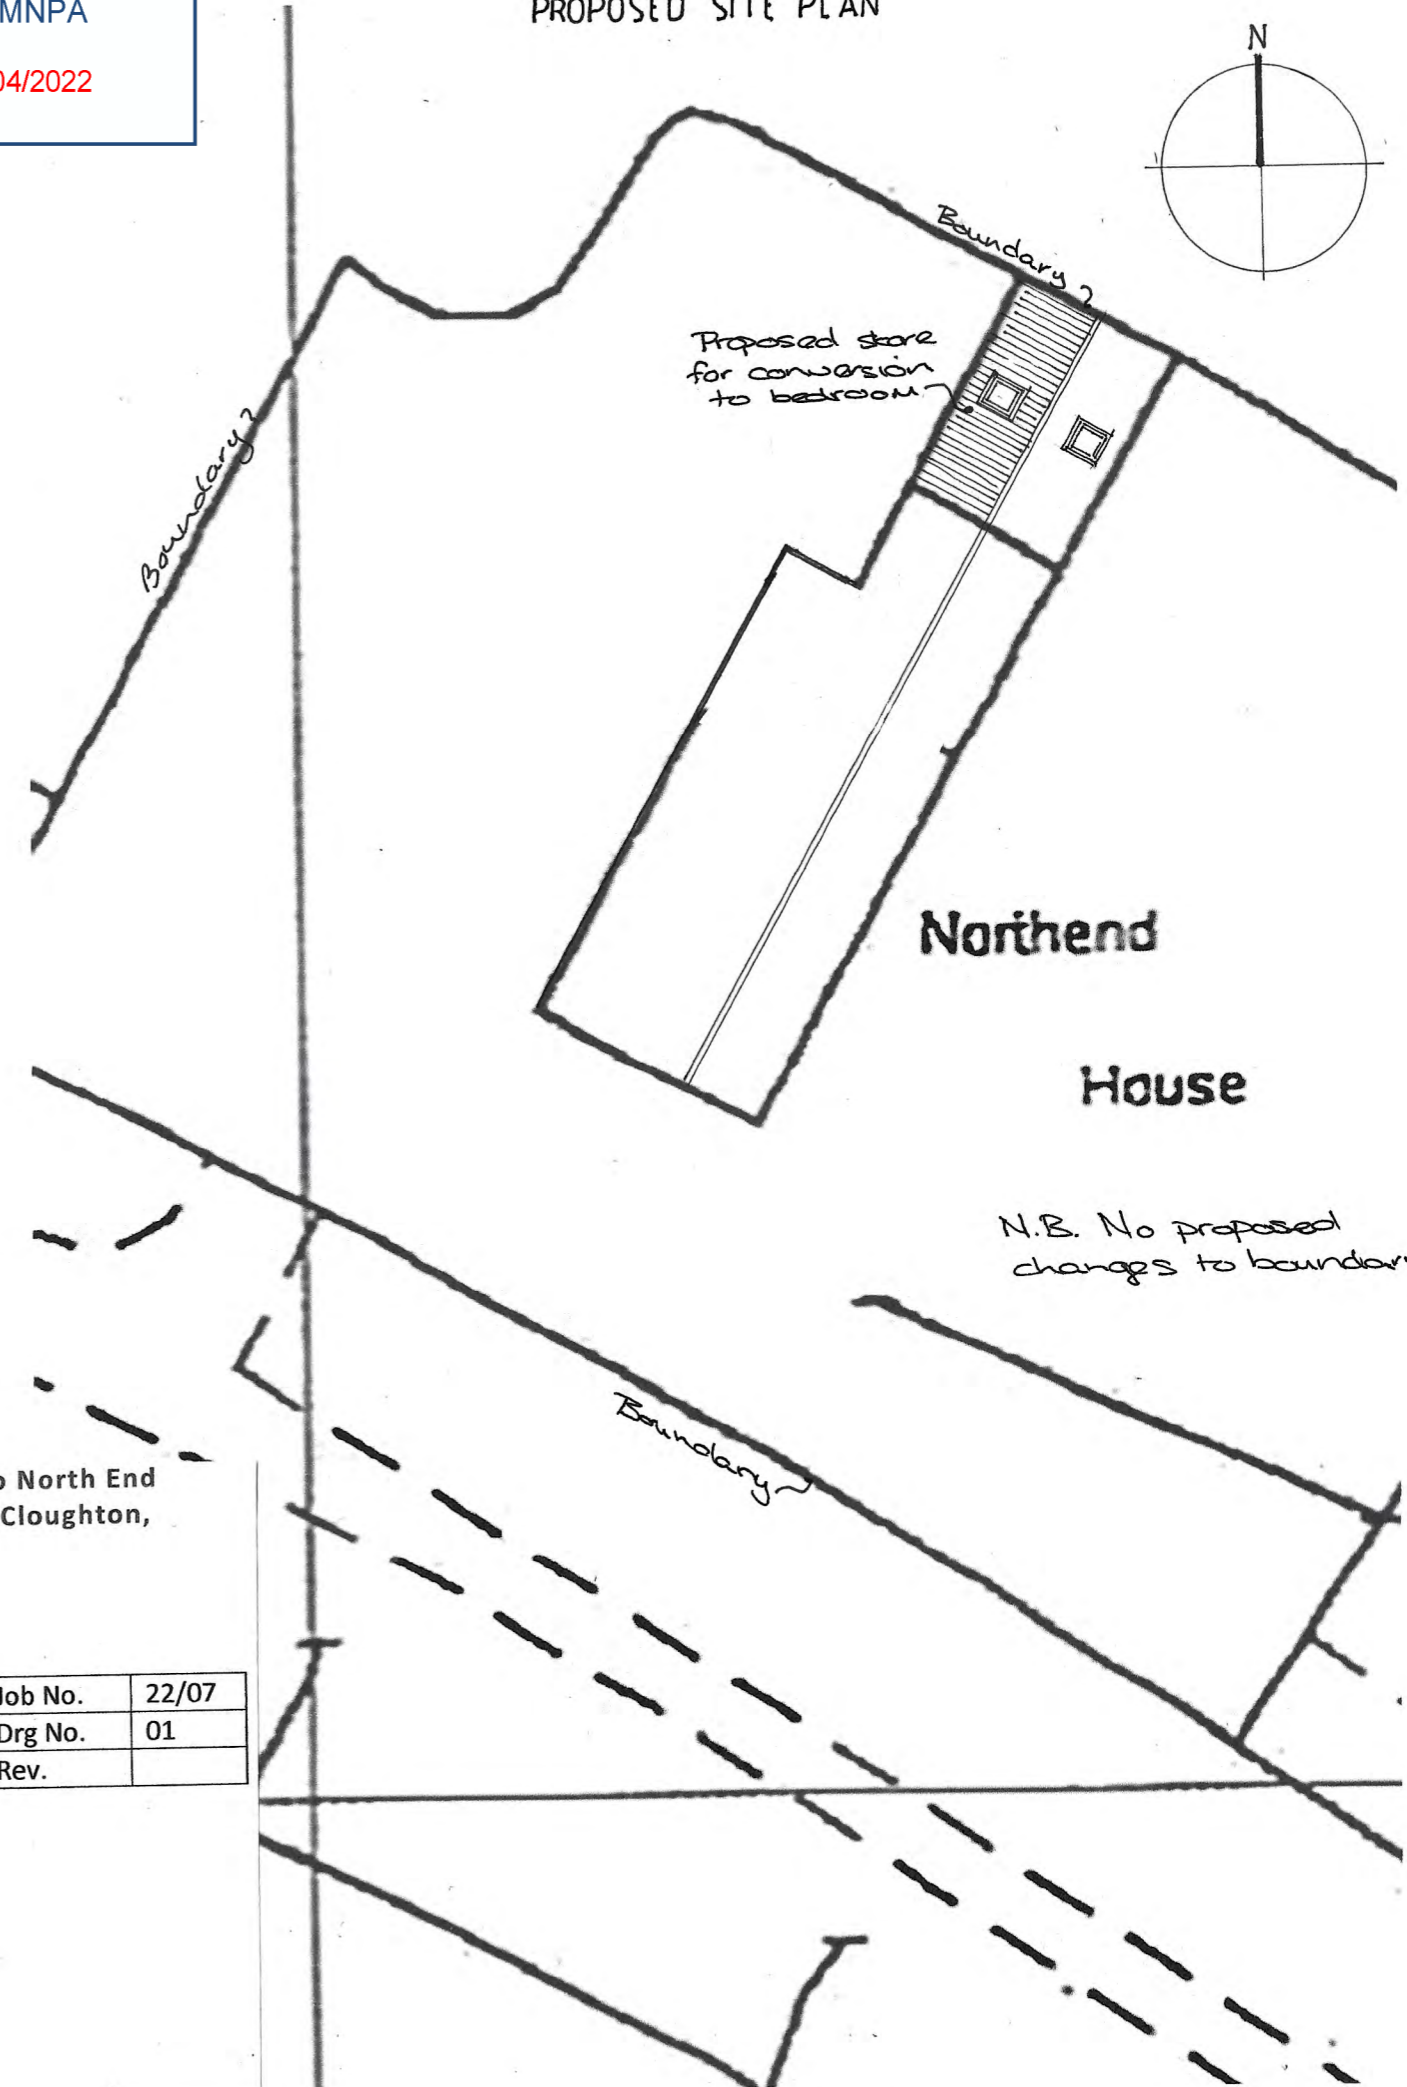 MNPA
04/2022
PROPOSED SITE PLAN
N
Boundary
Proposed store
for conversion
to bedroom
Boundary
Northend
House
N.B. No proposed
changes to boundar
Boundary
o North End
Cloughton,
Job No. 22/07
Drg No. 01
Rev.